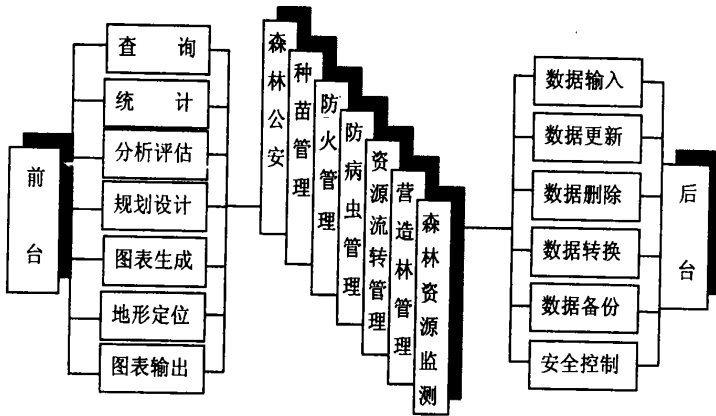 前台
查询
统计
分析评估
规划设计
图表生成
地形定位
图表输出
森林公安
种苗管理
防火管理
防病虫管理
资源流转管理
营造林管理
森林资源监测
数据输入
数据更新
数据删除
数据转换
数据备份
安全控制
后台